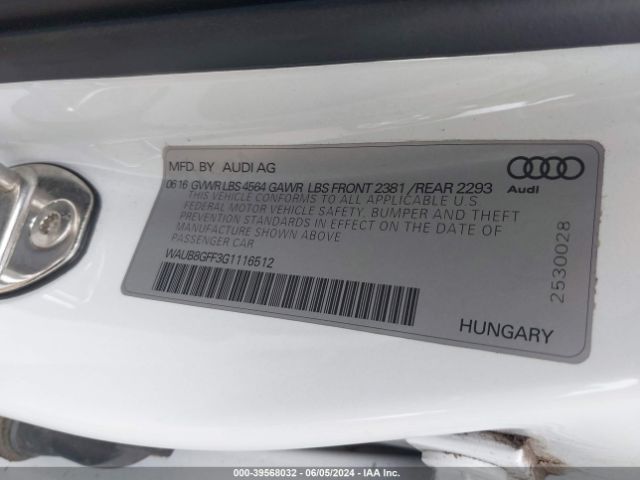 MFD BY AUDI AG
06 16 GVWR LBS 4564 GAWR LBS FRONT 2381 / REAR 2293
THIS VEHICLE CONFORMS TO ALL APPLICABLE U.S.
FEDERAL MOTOR VEHICLE SAFETY, BUMPER AND THEFT
PREVENTION STANDARDS IN EFFECT ON THE DATE OF
MANUFACTURE SHOWN ABOVE
PASSENGER CAR
WAUB8GFF3G1116512
Audi
2530028
HUNGARY
000-39568032 / 06/05/2024 / IAAI.COM